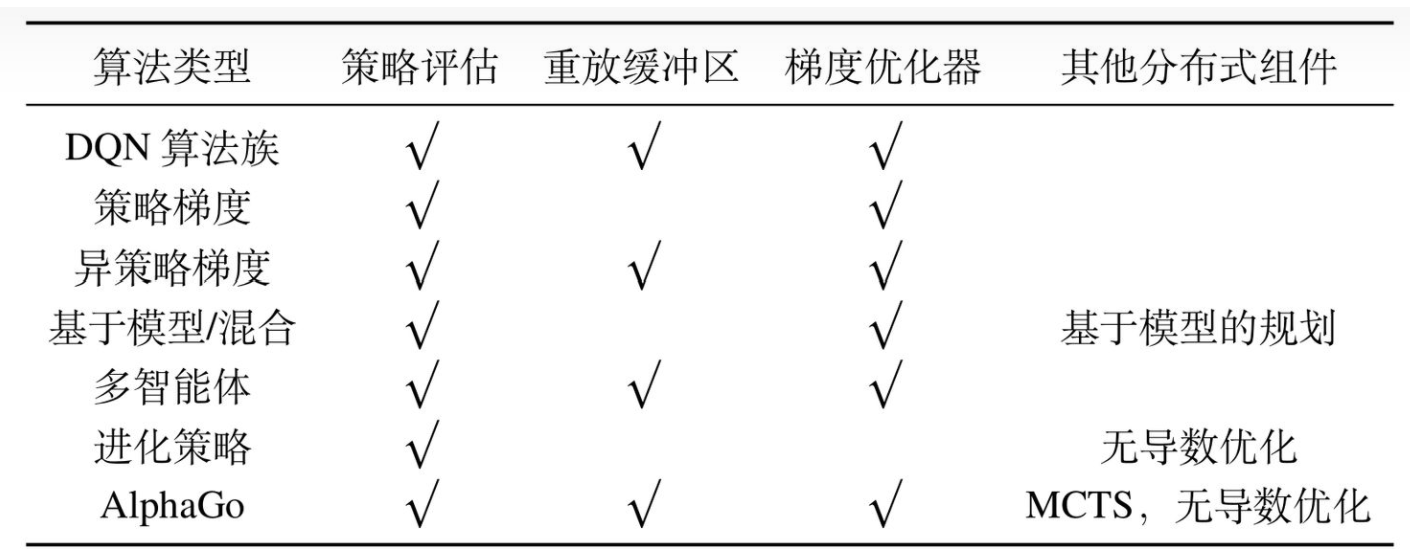 算法类型 策略评估 重放缓冲区 梯度优化器 其他分布式组件
DQN 算法族 √ √ √
策略梯度 √ √
异策略梯度 √ √ √
基于模型/混合 √ √ 基于模型的规划
多智能体 √ √ √
进化策略 √ 无导数优化
AlphaGo √ √ √ MCTS，无导数优化